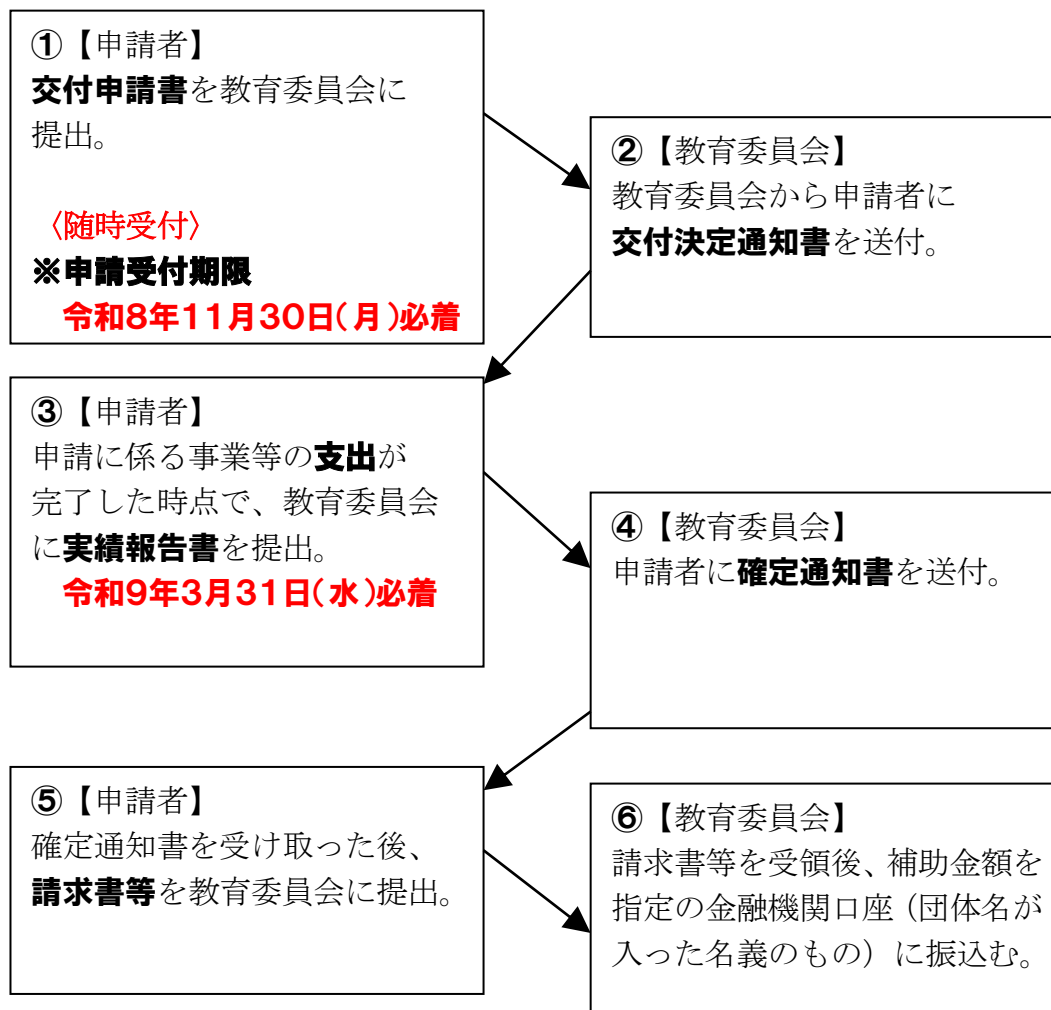 ①【申請者】
交付申請書を教育委員会に
提出。
〈随時受付〉
※申請受付期限
令和8年11月30日(月)必着
②【教育委員会】
教育委員会から申請者に
交付決定通知書を送付。
③【申請者】
申請に係る事業等の支出が
完了した時点で、教育委員会
に実績報告書を提出。
令和9年3月31日(水)必着
④【教育委員会】
申請者に確定通知書を送付。
⑤【申請者】
確定通知書を受け取った後、
請求書等を教育委員会に提出。
⑥【教育委員会】
請求書等を受領後、補助金額を
指定の金融機関口座（団体名が
入った名義のもの）に振込む。